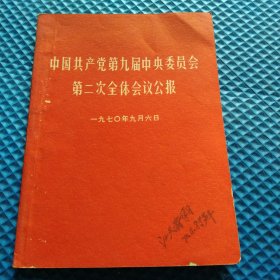 中国共产党第九届中央委员会
第二次全体会议公报
一九七〇年九月六日